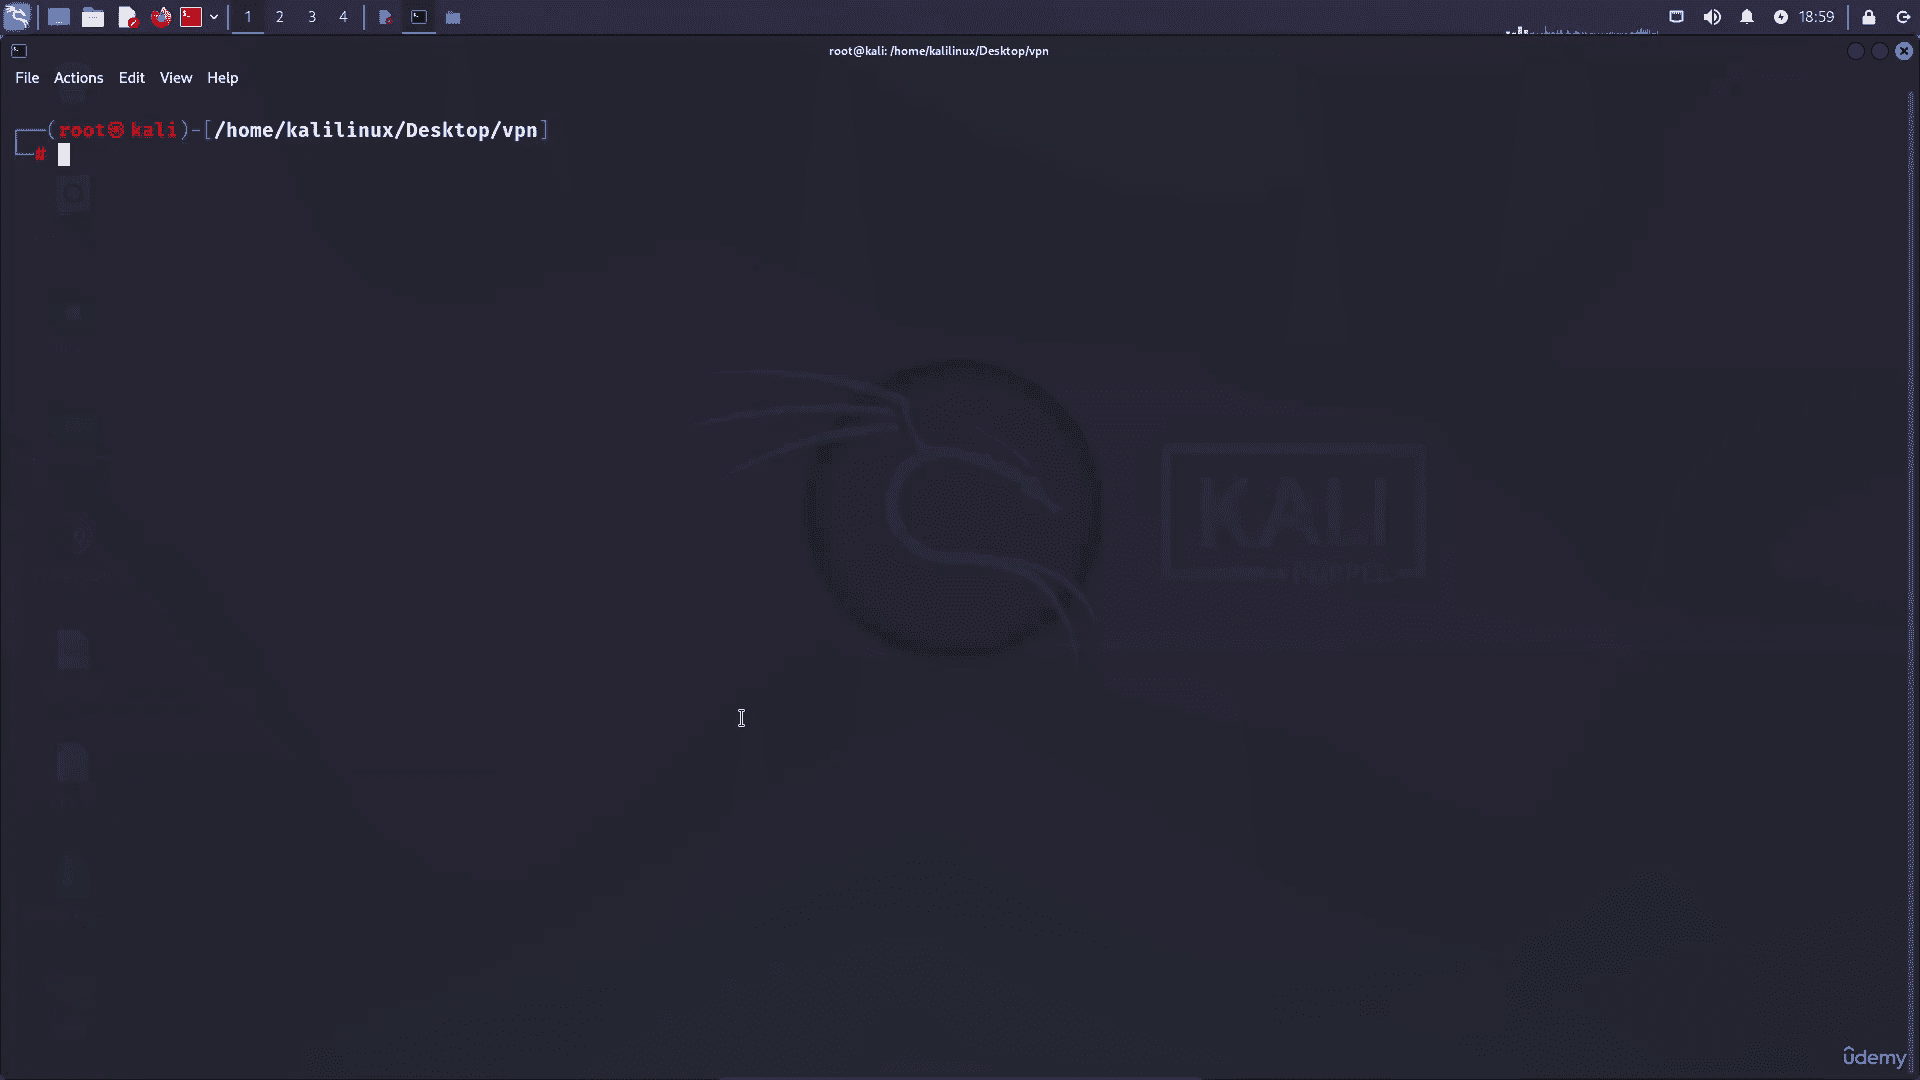 1 2 3 4 18:59
root@kali: /home/kalilinux/Desktop/vpn
File Actions Edit View Help
┌──(root㉿kali)-[/home/kalilinux/Desktop/vpn]
└─#
KALI
ûdemy